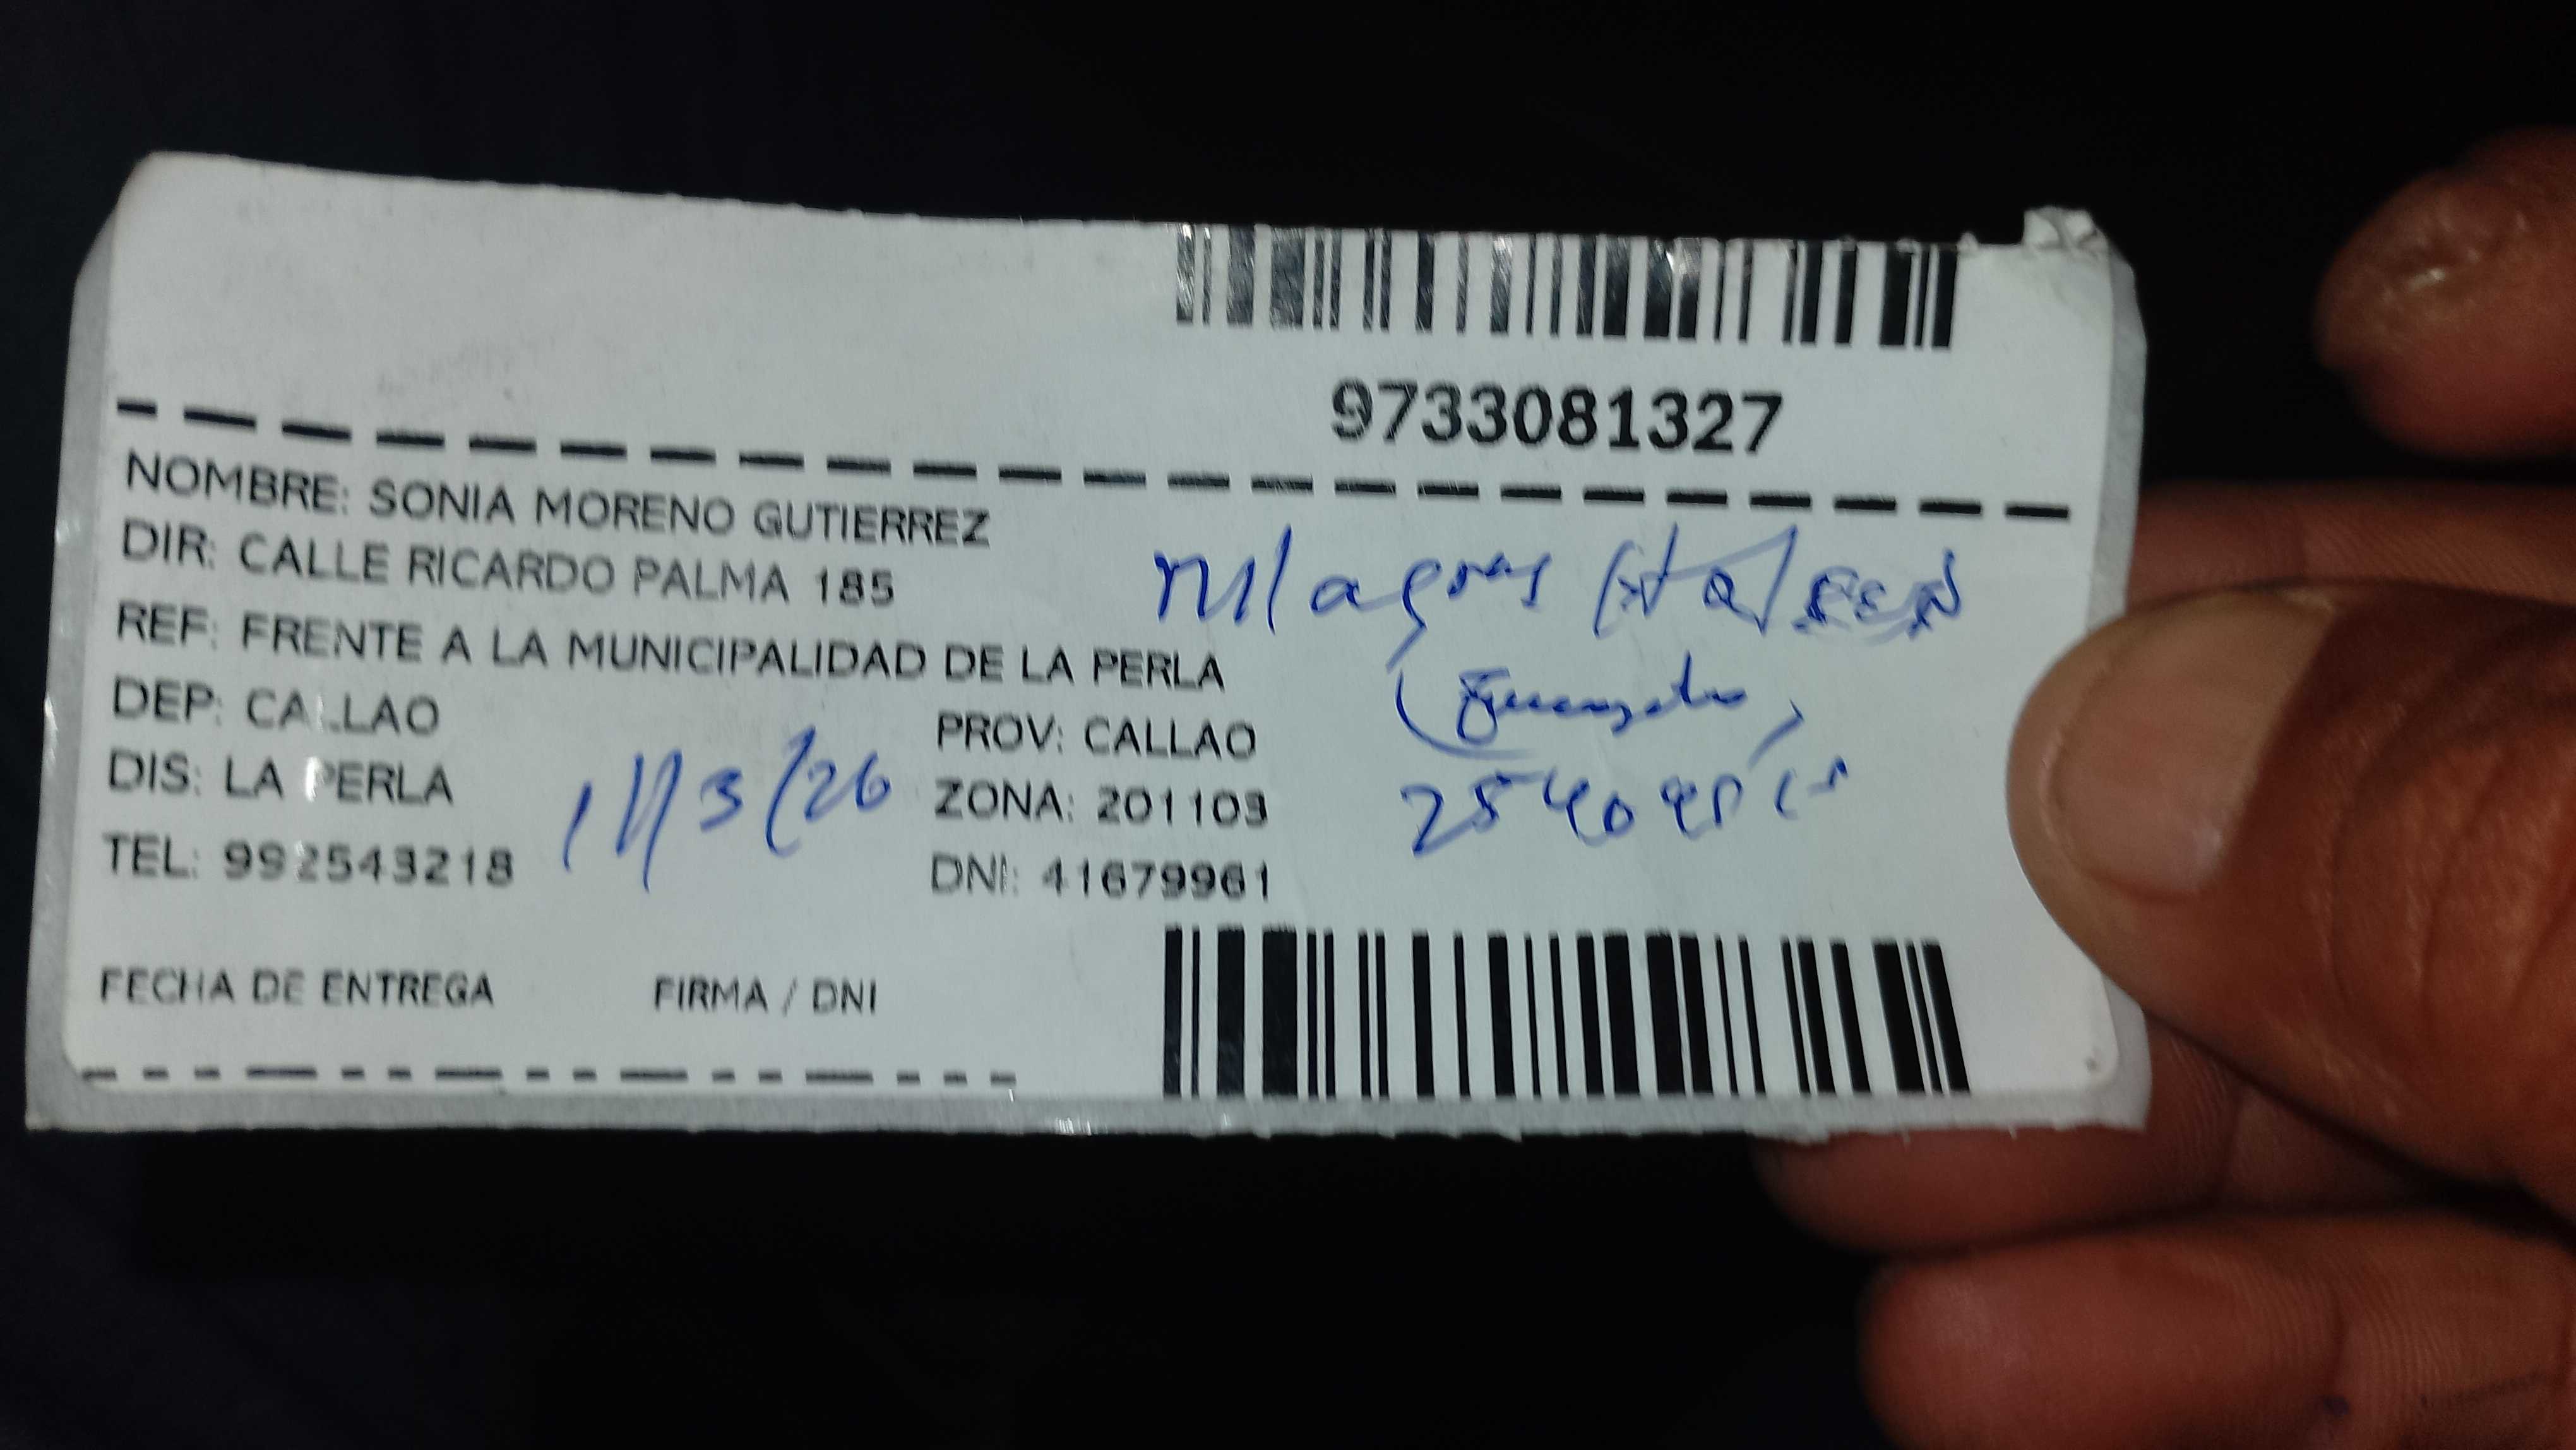 9733081327
NOMBRE: SONIA MORENO GUTIERREZ
DIR: CALLE RICARDO PALMA 185
REF: FRENTE A LA MUNICIPALIDAD DE LA PERLA
DEP: CALLAO
PROV: CALLAO
DIS: LA PERLA
ZONA: 201103
TEL: 992543218
DNI: 41679961
11/3/26
Milagros
FECHA DE ENTREGA
FIRMA / DNI